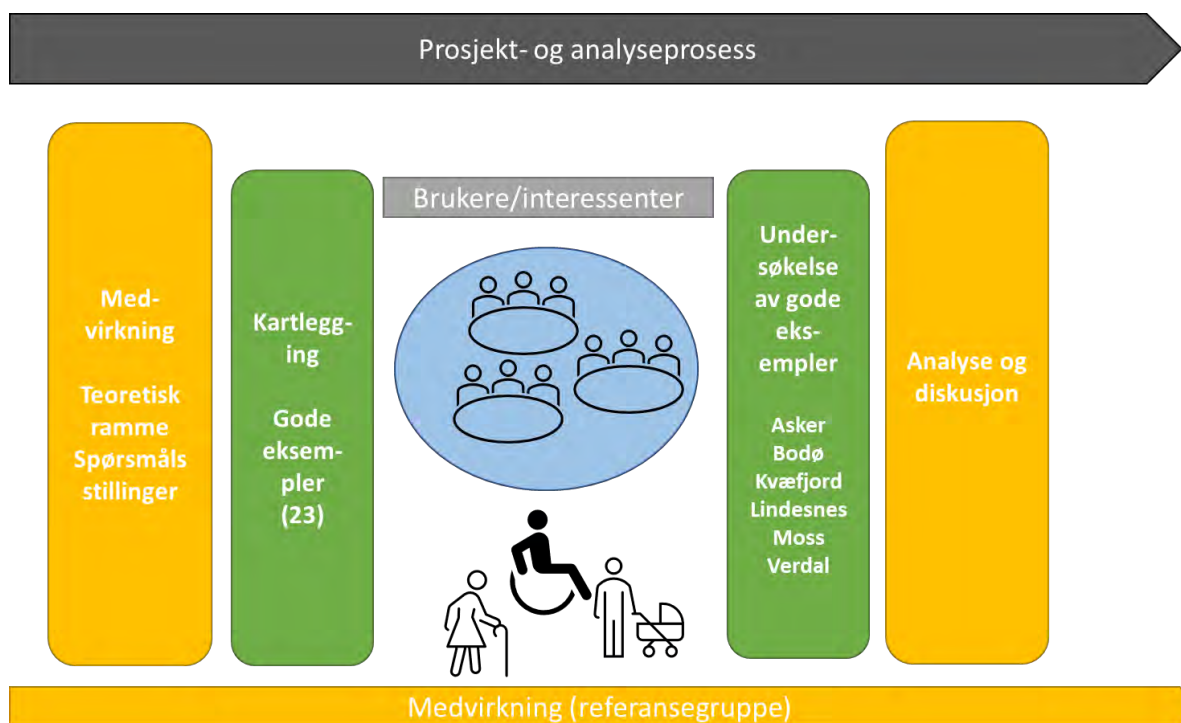 Prosjekt- og analyseprosess
Med-
virkning
Teoretisk
ramme
Spørsmåls
stillinger
Kartlegg-
ing
Gode
eksem-
pler
(23)
Brukere/interessenter
Under-
søkelse
av gode
eks-
empler
Asker
Bodø
Kvæfjord
Lindesnes
Moss
Verdal
Analyse og
diskusjon
Medvirkning (referansegruppe)